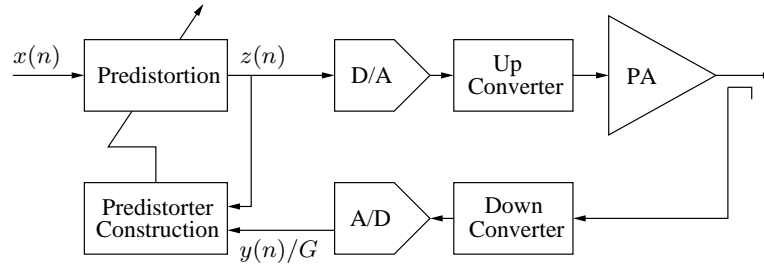 x(n)
Predistortion
z(n)
D/A
Up
Converter
PA
Predistorter
Construction
y(n)/G
A/D
Down
Converter